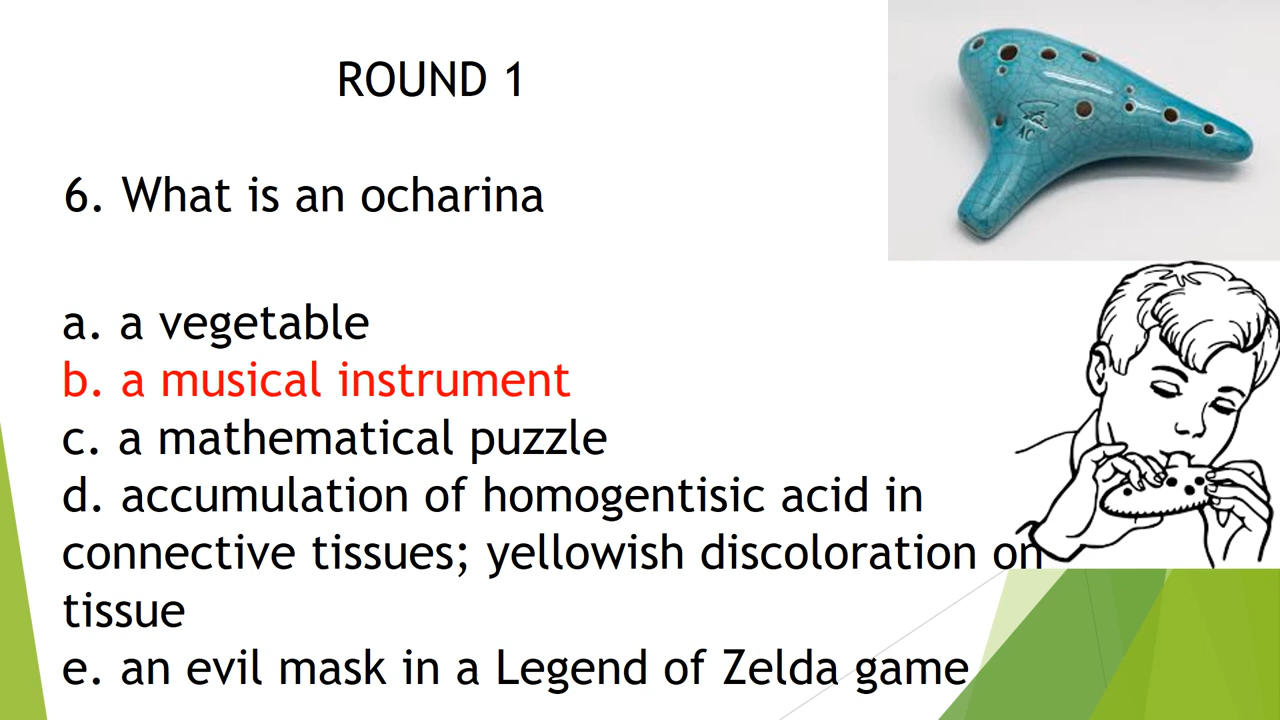 ROUND 1
6. What is an ocharina
a. a vegetable
b. a musical instrument
c. a mathematical puzzle
d. accumulation of homogentisic acid in
connective tissues; yellowish discoloration on
tissue
e. an evil mask in a Legend of Zelda game
AC